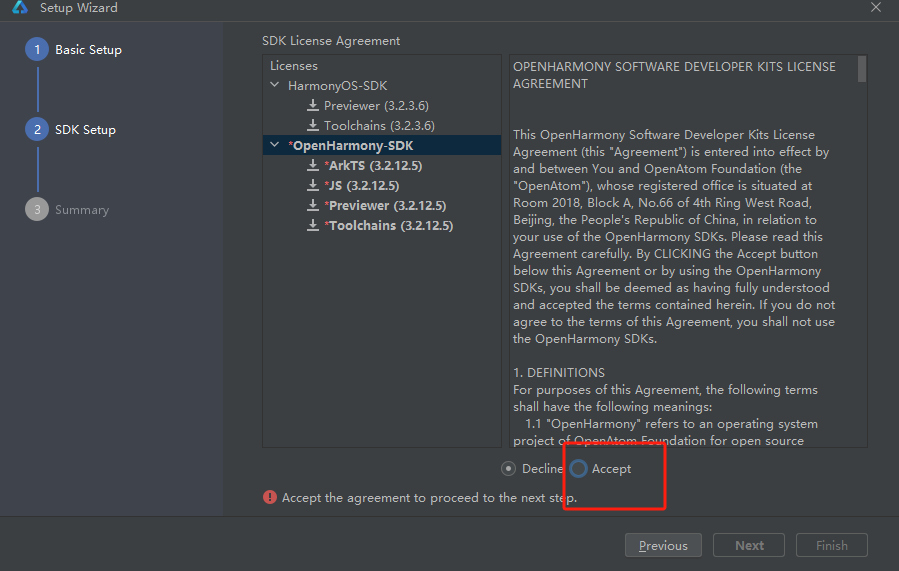 Setup Wizard
1 Basic Setup
2 SDK Setup
3 Summary
SDK License Agreement
Licenses
HarmonyOS-SDK
Previewer (3.2.3.6)
Toolchains (3.2.3.6)
*OpenHarmony-SDK
*ArkTS (3.2.12.5)
*JS (3.2.12.5)
*Previewer (3.2.12.5)
*Toolchains (3.2.12.5)
OPENHARMONY SOFTWARE DEVELOPER KITS LICENSE
AGREEMENT
This OpenHarmony Software Developer Kits License
Agreement (this "Agreement") is entered into effect by
and between You and OpenAtom Foundation (the
"OpenAtom"), whose registered office is situated at
Room 2018, Block A, No.66 of 4th Ring West Road,
Beijing, the People's Republic of China, in relation to
your use of the OpenHarmony SDKs. Please read this
Agreement carefully. By CLICKING the Accept button
below this Agreement or by using the OpenHarmony
SDKs, you shall be deemed as having fully understood
and accepted the terms contained herein. If you do not
agree to the terms of this Agreement, you shall not use
the OpenHarmony SDKs.
1. DEFINITIONS
For purposes of this Agreement, the following terms
shall have the following meanings:
1.1 "OpenHarmony" refers to an operating system
project of OpenAtom Foundation for open source
Decline Accept
Accept the agreement to proceed to the next step.
Previous Next Finish